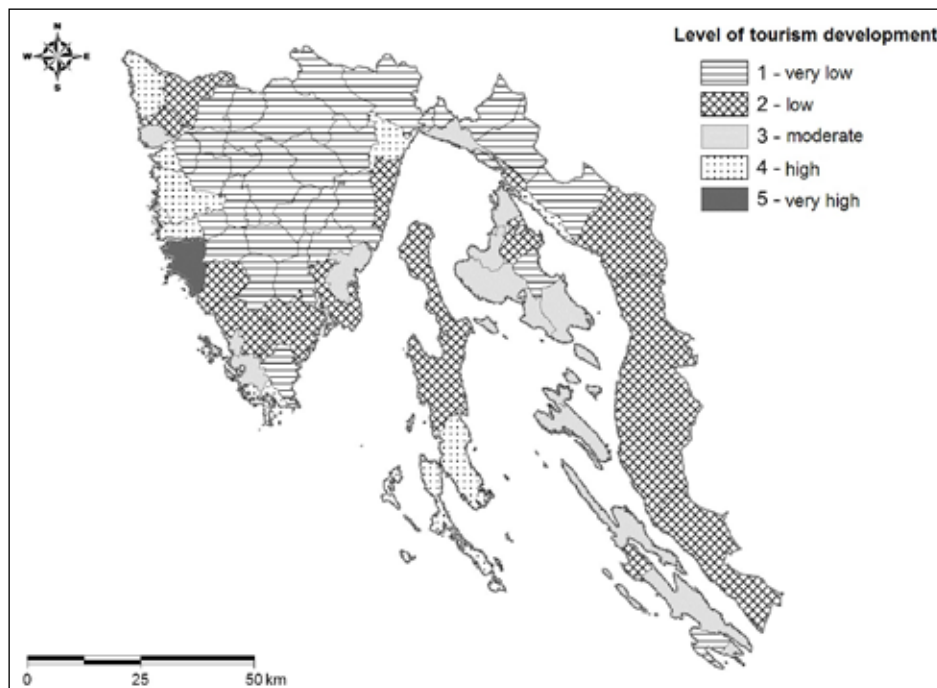 N
W E
S
Level of tourism development
1 - very low
2 - low
3 - moderate
4 - high
5 - very high
0 25 50 km